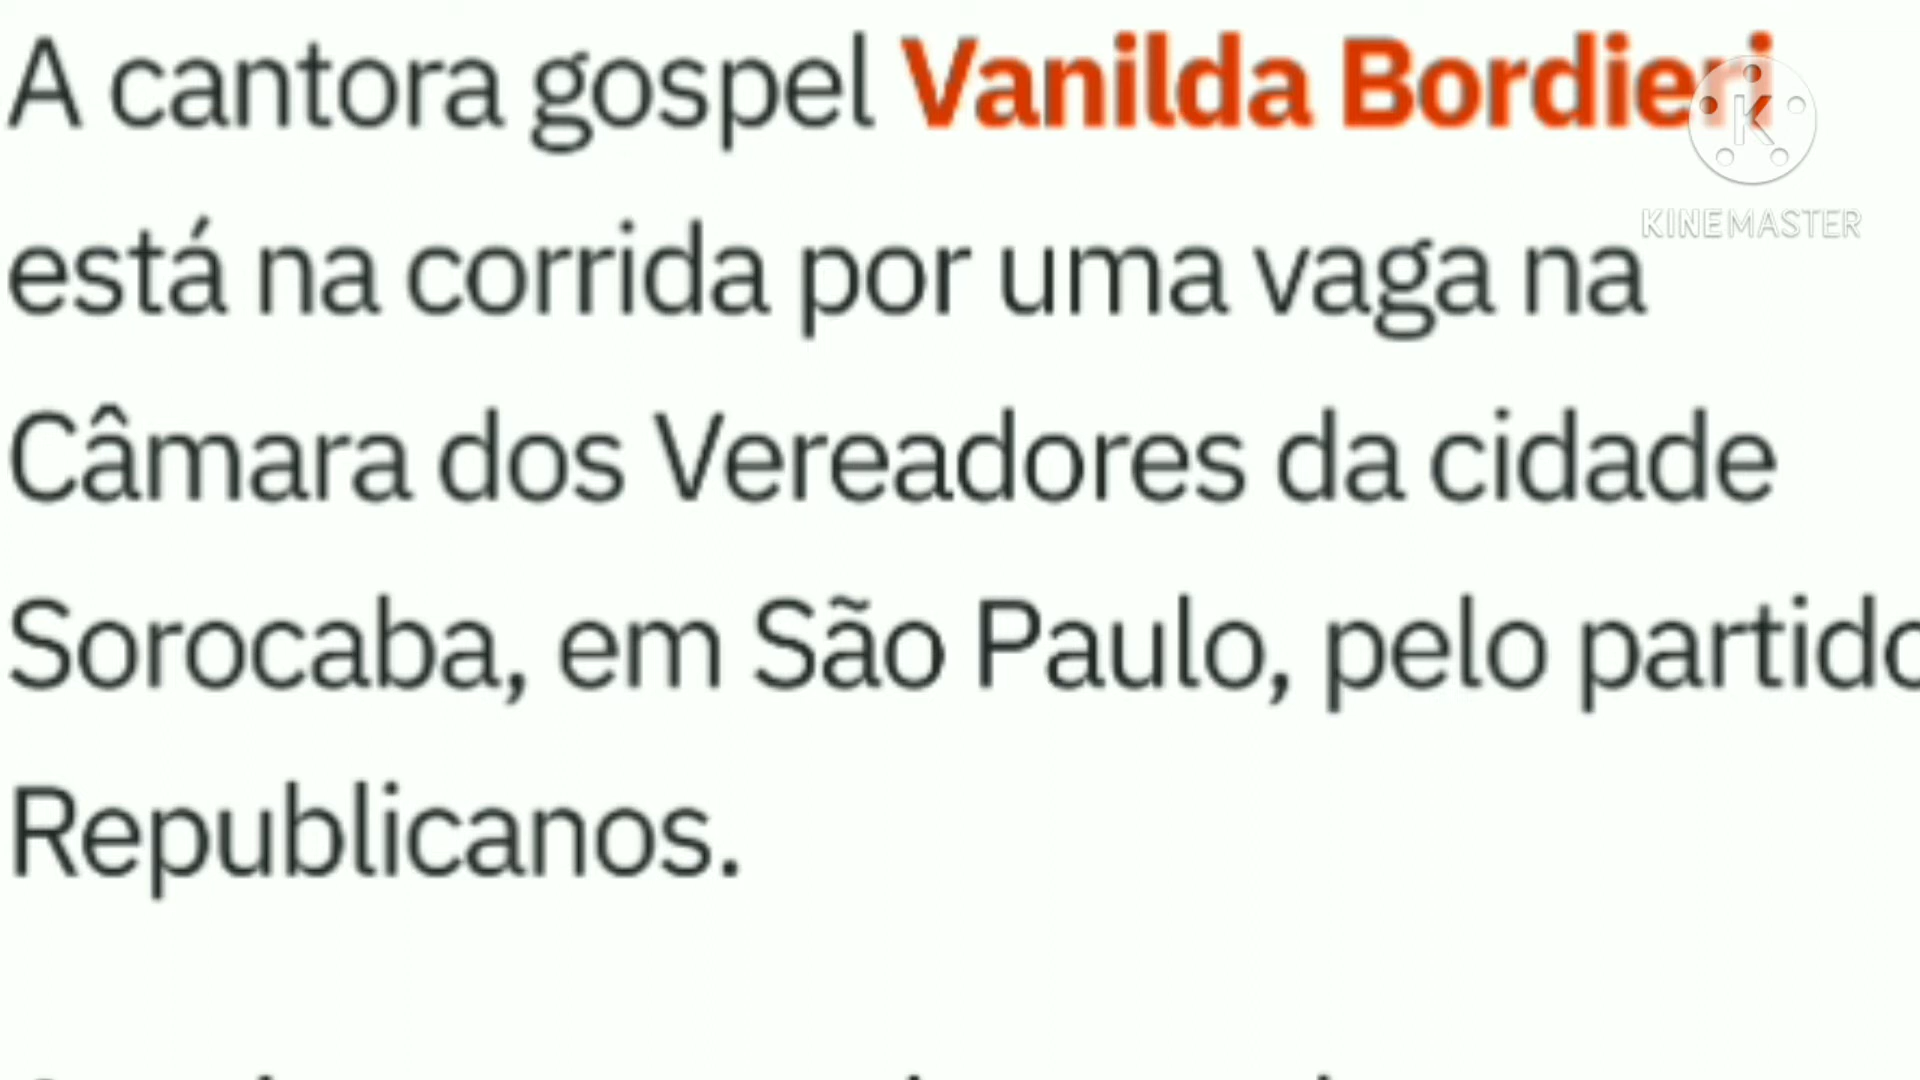 A cantora gospel Vanilda Bordieri
está na corrida por uma vaga na
Câmara dos Vereadores da cidade
Sorocaba, em São Paulo, pelo partido
Republicanos.
K
KINEMASTER